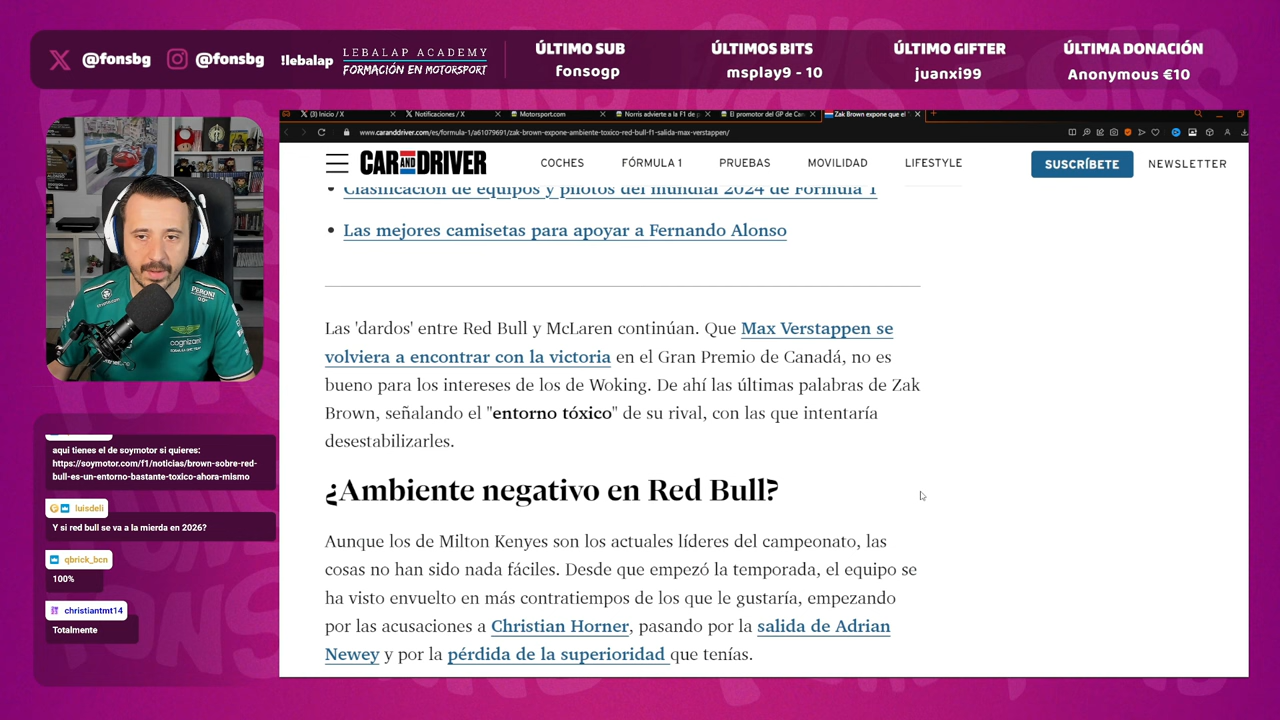 @fonsbg
@fonsbg
!lebalap
LEBALAP ACADEMY
FORMACIÓN EN MOTORSPORT
ÚLTIMO SUB
fonsogp
ÚLTIMOS BITS
msplay9 - 10
ÚLTIMO GIFTER
juanxi99
ÚLTIMA DONACIÓN
Anonymous €10
(3) Inicio / X
Notificaciones / X
Motorsport.com
Norris advierte a la F1 de p
El promotor del GP de Can
Zak Brown expone que el
www.caranddriver.com/es/formula-1/a61079691/zak-brown-expone-ambiente-toxico-red-bull-f1-salida-max-verstappen/
CAR AND DRIVER
COCHES
FÓRMULA 1
PRUEBAS
MOVILIDAD
LIFESTYLE
SUSCRÍBETE
NEWSLETTER
Clasificación de equipos y pilotos del mundial 2024 de Fórmula 1
Las mejores camisetas para apoyar a Fernando Alonso
Las 'dardos' entre Red Bull y McLaren continúan. Que Max Verstappen se
volviera a encontrar con la victoria en el Gran Premio de Canadá, no es
bueno para los intereses de los de Woking. De ahí las últimas palabras de Zak
Brown, señalando el "entorno tóxico" de su rival, con las que intentaría
desestabilizarles.
¿Ambiente negativo en Red Bull?
Aunque los de Milton Kenyes son los actuales líderes del campeonato, las
cosas no han sido nada fáciles. Desde que empezó la temporada, el equipo se
ha visto envuelto en más contratiempos de los que le gustaría, empezando
por las acusaciones a Christian Horner, pasando por la salida de Adrian
Newey y por la pérdida de la superioridad que tenías.
PERONI
0.0
cognizant
aqui tienes el de soymotor si quieres:
https://soymotor.com/f1/noticias/brown-sobre-red-
bull-es-un-entorno-bastante-toxico-ahora-mismo
luisdeli
Y si red bull se va a la mierda en 2026?
qbrick_bcn
100%
christiantmt14
Totalmente